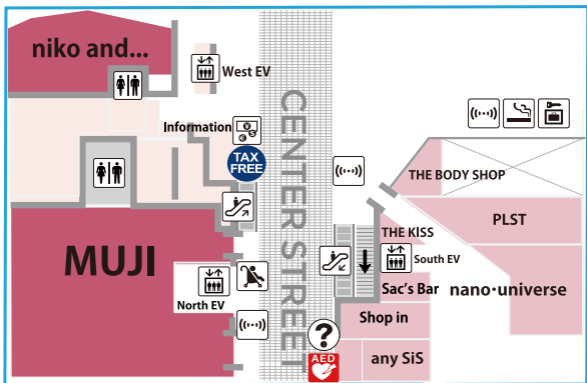 niko and...
West EV
Information
TAX
FREE
CENTER STREET
THE BODY SHOP
PLST
THE KISS
MUJI
South EV
North EV
Sac's Bar
nano·universe
Shop in
?
AED
any SiS